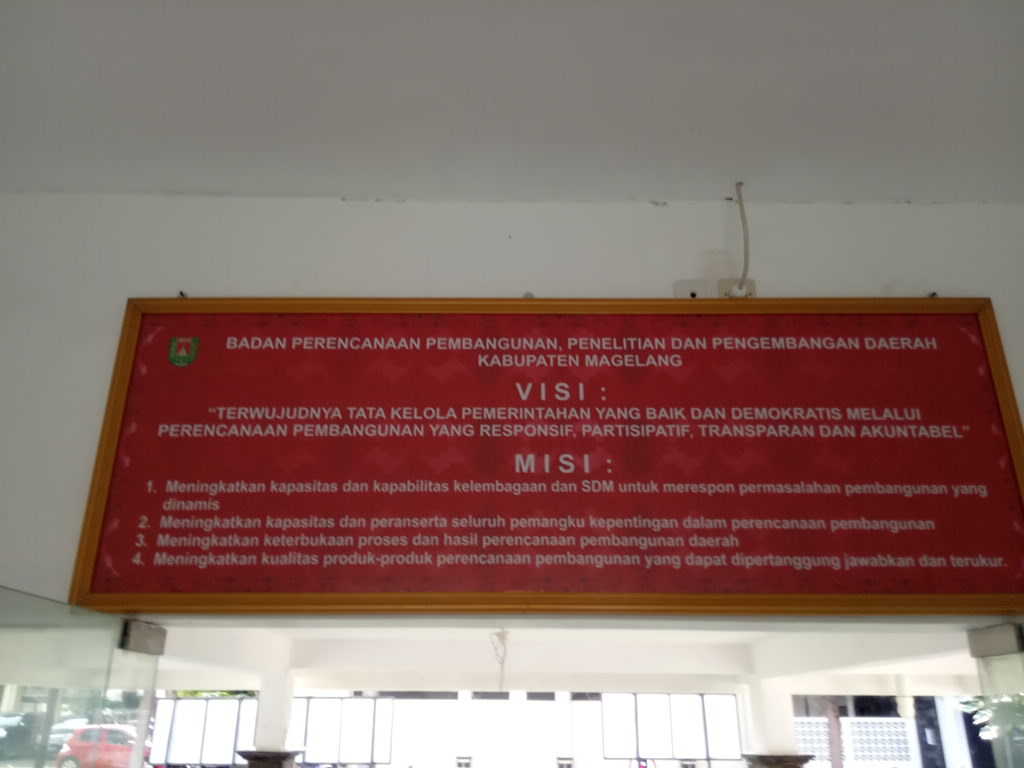 BADAN PERENCANAAN PEMBANGUNAN, PENELITIAN DAN PENGEMBANGAN DAERAH
KABUPATEN MAGELANG
VISI :
“TERWUJUDNYA TATA KELOLA PEMERINTAHAN YANG BAIK DAN DEMOKRATIS MELALUI
PERENCANAAN PEMBANGUNAN YANG RESPONSIF, PARTISIPATIF, TRANSPARAN DAN AKUNTABEL”
MISI :
1. Meningkatkan kapasitas dan kapabilitas kelembagaan dan SDM untuk merespon permasalahan pembangunan yang
dinamis
2. Meningkatkan kapasitas dan peranserta seluruh pemangku kepentingan dalam perencanaan pembangunan
3. Meningkatkan keterbukaan proses dan hasil perencanaan pembangunan daerah
4. Meningkatkan kualitas produk-produk perencanaan pembangunan yang dapat dipertanggung jawabkan dan terukur.